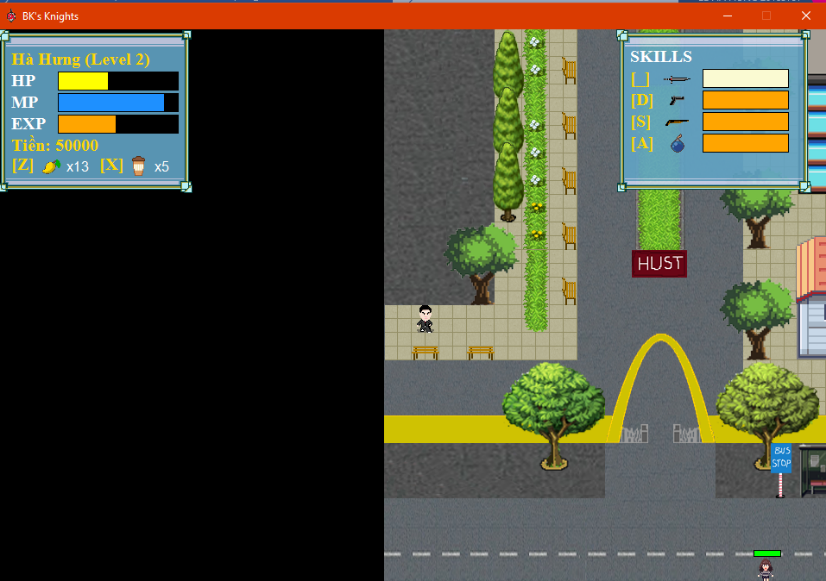 BK's Knights
Hà Hưng (Level 2)
HP
MP
EXP
Tiền: 50000
[Z] x13 [X] x5
SKILLS
[_]
[D]
[S]
[A]
HUST
BUS
STOP